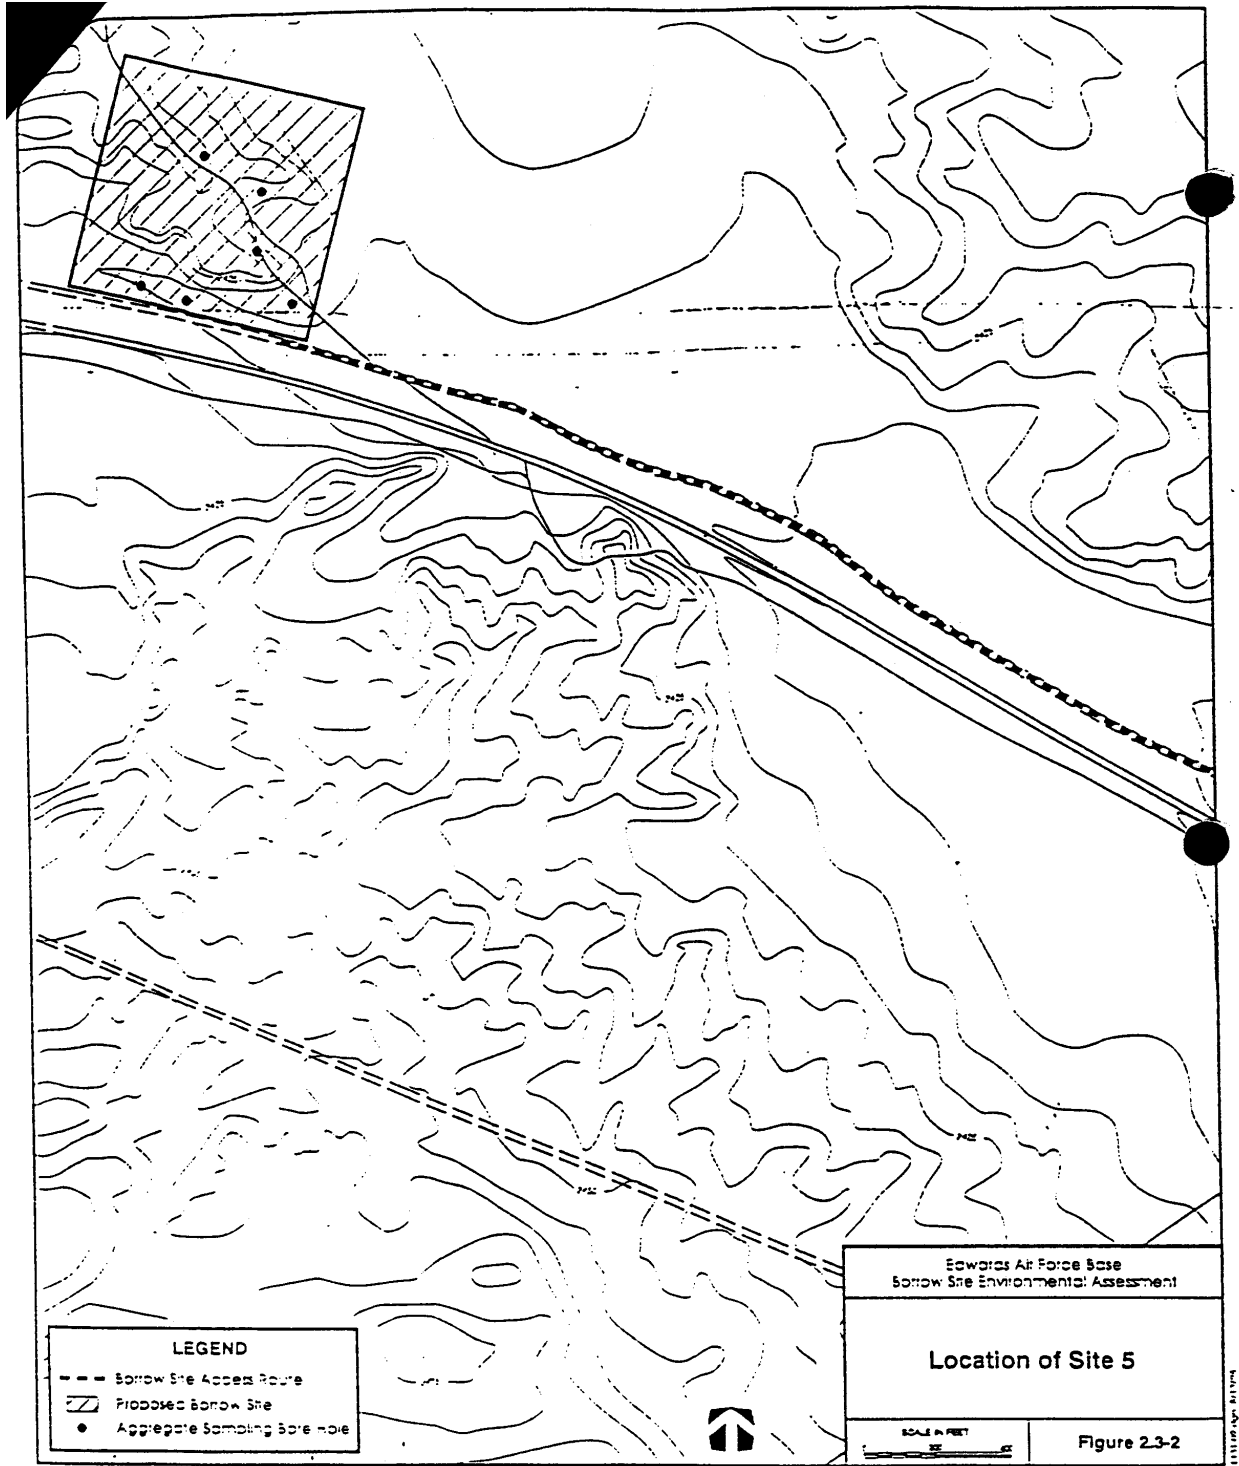 LEGEND
Borrow Site Access Route
Proposed Borrow Site
Aggregate Sampling Bore Hole
Edwards Air Force Base
Borrow Site Environmental Assessment
Location of Site 5
SCALE IN FEET
Figure 2.3-2